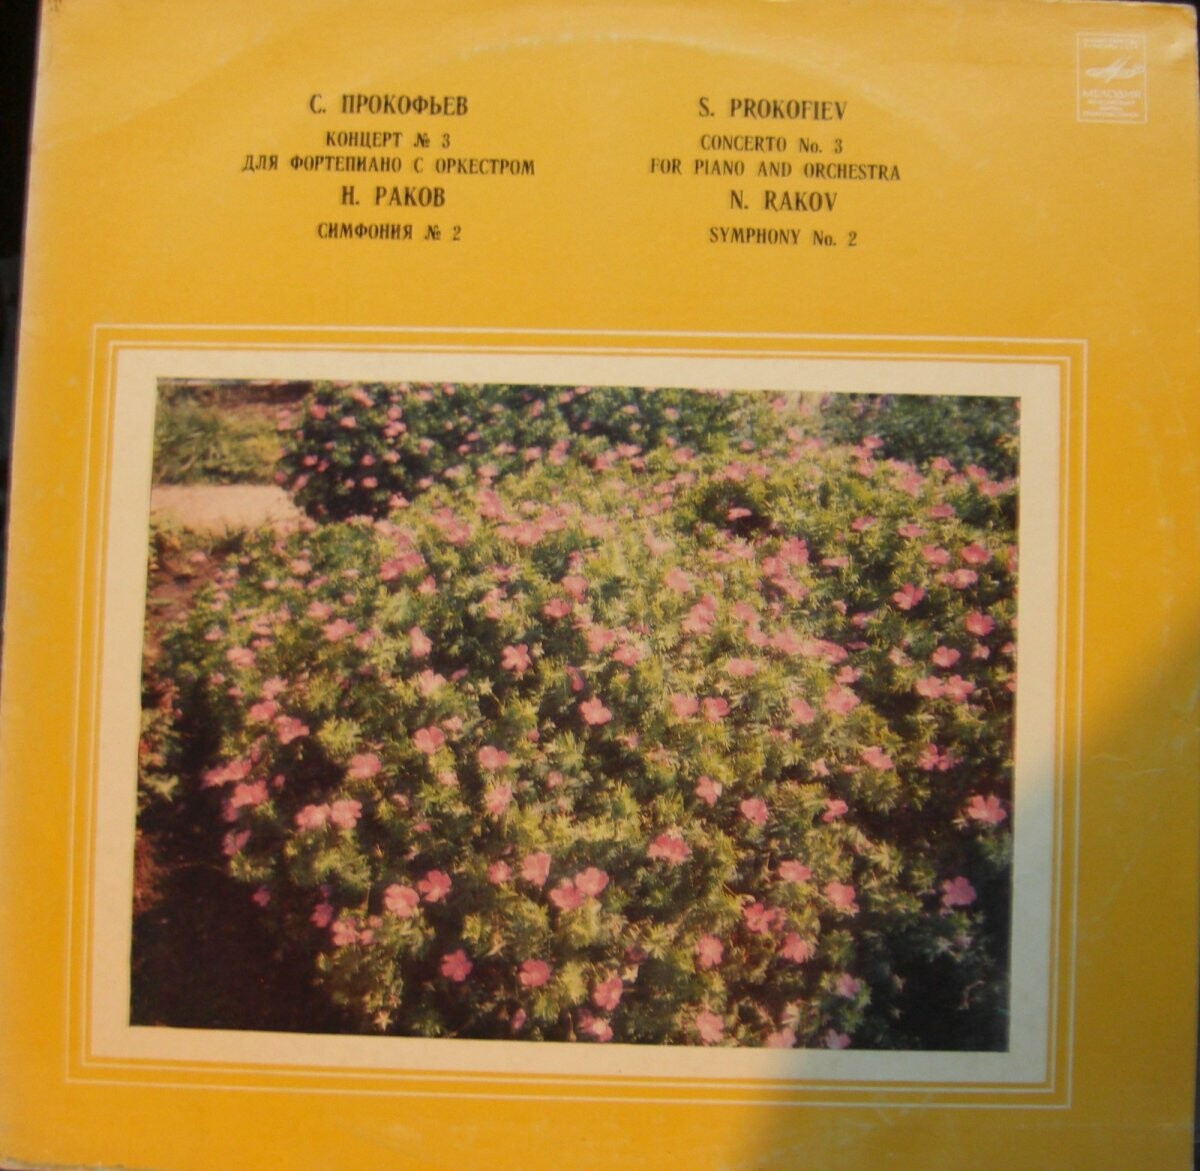 С. ПРОКОФЬЕВ
КОНЦЕРТ № 3
ДЛЯ ФОРТЕПИАНО С ОРКЕСТРОМ
Н. РАКОВ
СИМФОНИЯ № 2
S. PROKOFIEV
CONCERTO No. 3
FOR PIANO AND ORCHESTRA
N. RAKOV
SYMPHONY No. 2
МЕЛОДИЯ